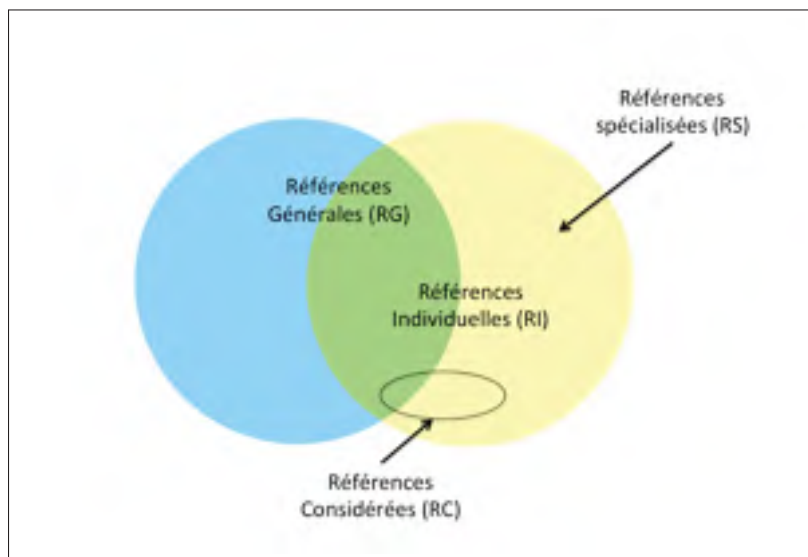 Références
spécialisées (RS)
Références
Générales (RG)
Références
Individuelles (RI)
Références
Considérées (RC)